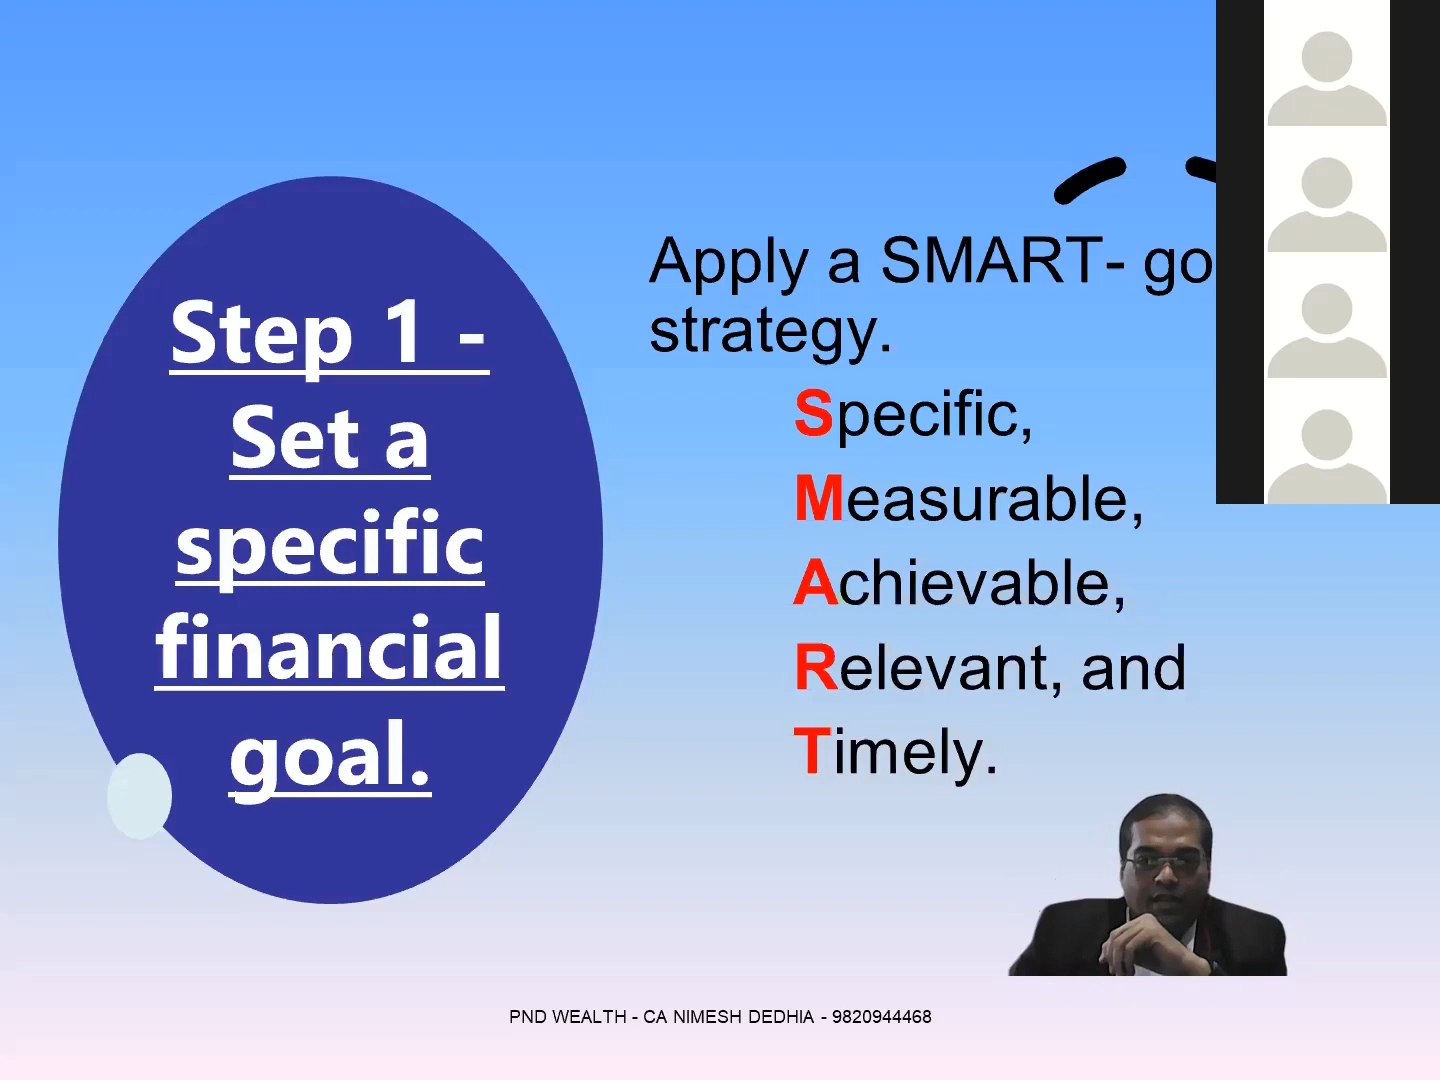 Step 1 -
Set a
specific
financial
goal.
Apply a SMART- go
strategy.
Specific,
Measurable,
Achievable,
Relevant, and
Timely.
PND WEALTH - CA NIMESH DEDHIA - 9820944468